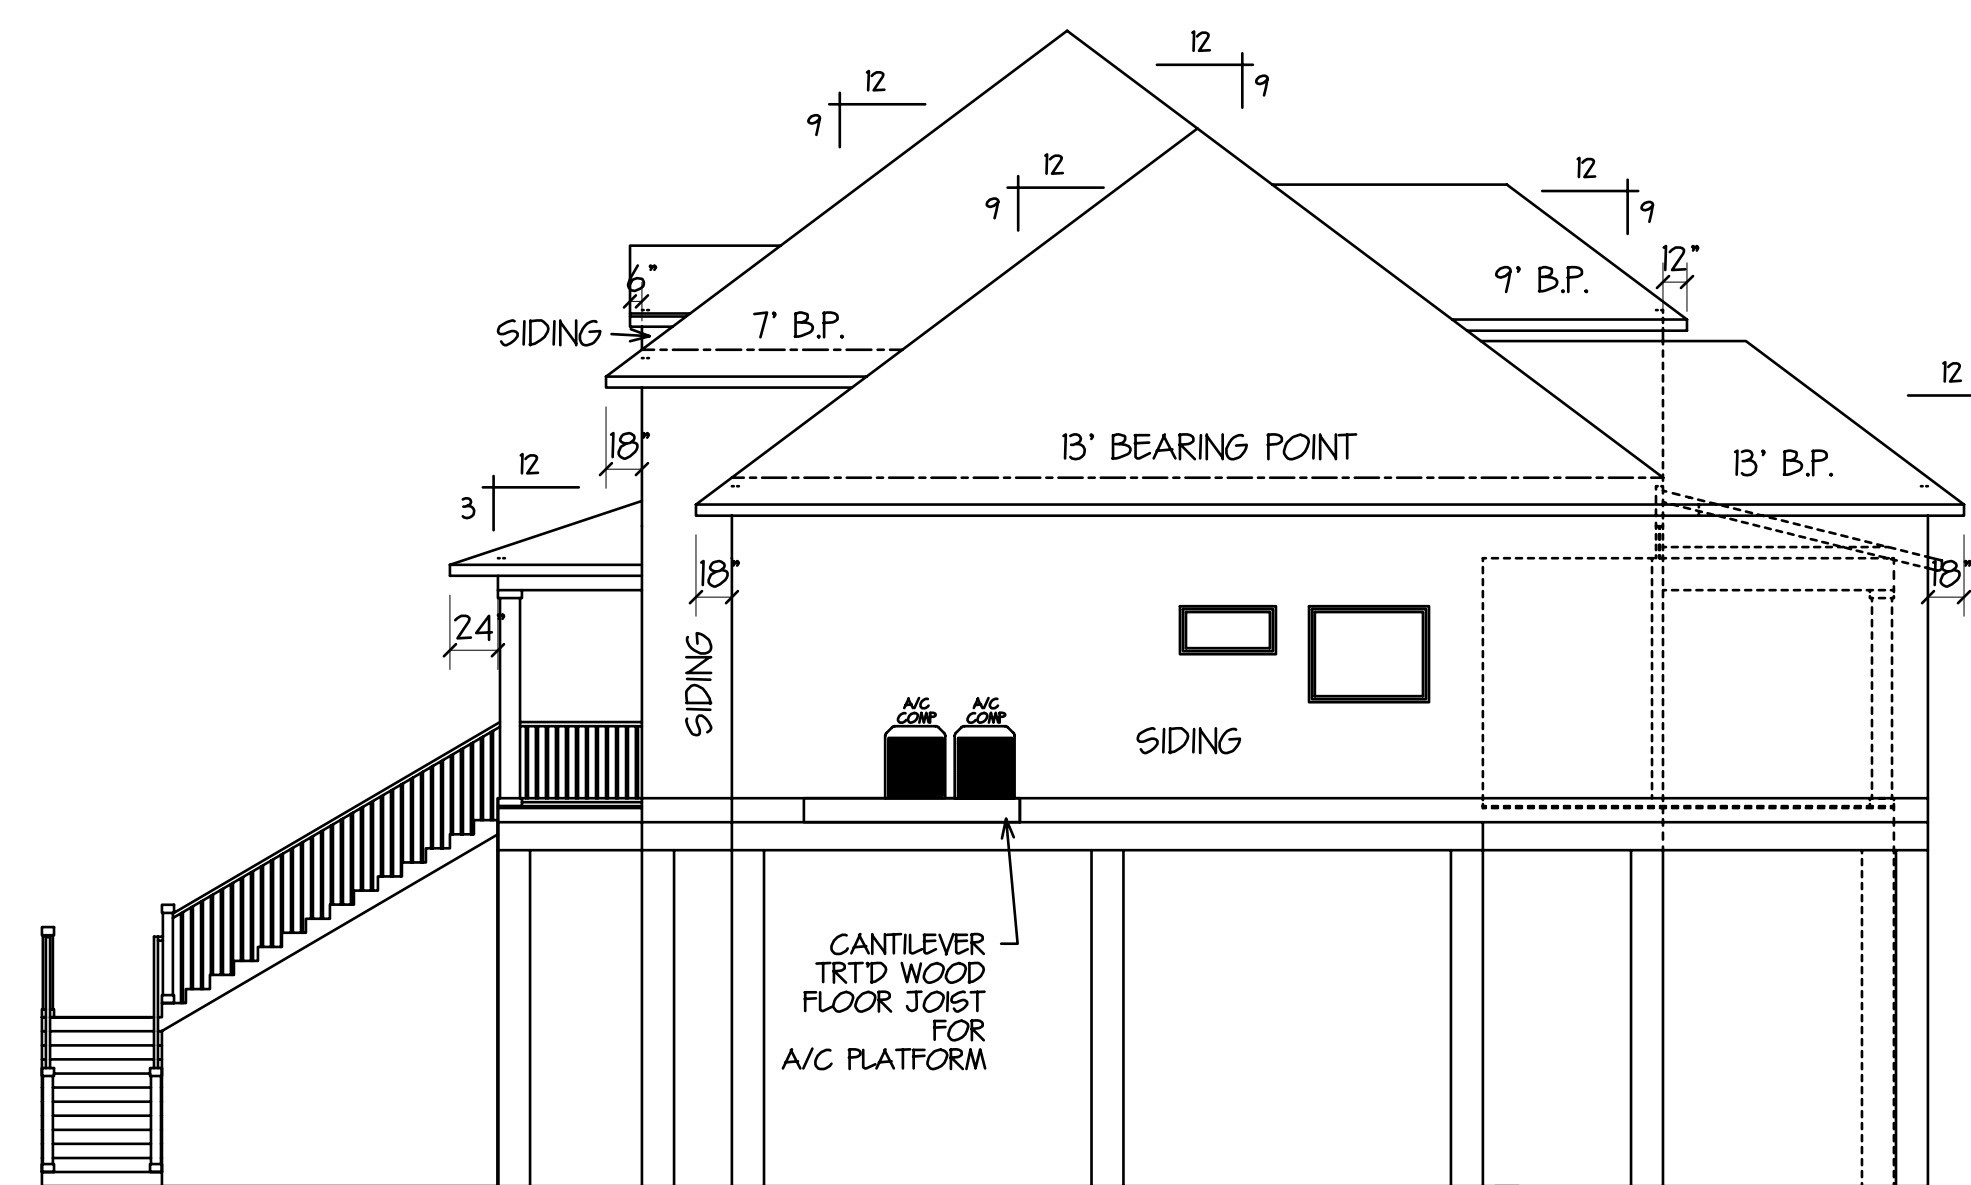 12
9
12
9
12
9
12
9
12"
6"
9' B.P.
SIDING
7' B.P.
12
18"
13' BEARING POINT
13' B.P.
12
3
18"
18"
24"
SIDING
A/C
COMP
A/C
COMP
SIDING
CANTILEVER
TRT'D WOOD
FLOOR JOIST
FOR
A/C PLATFORM